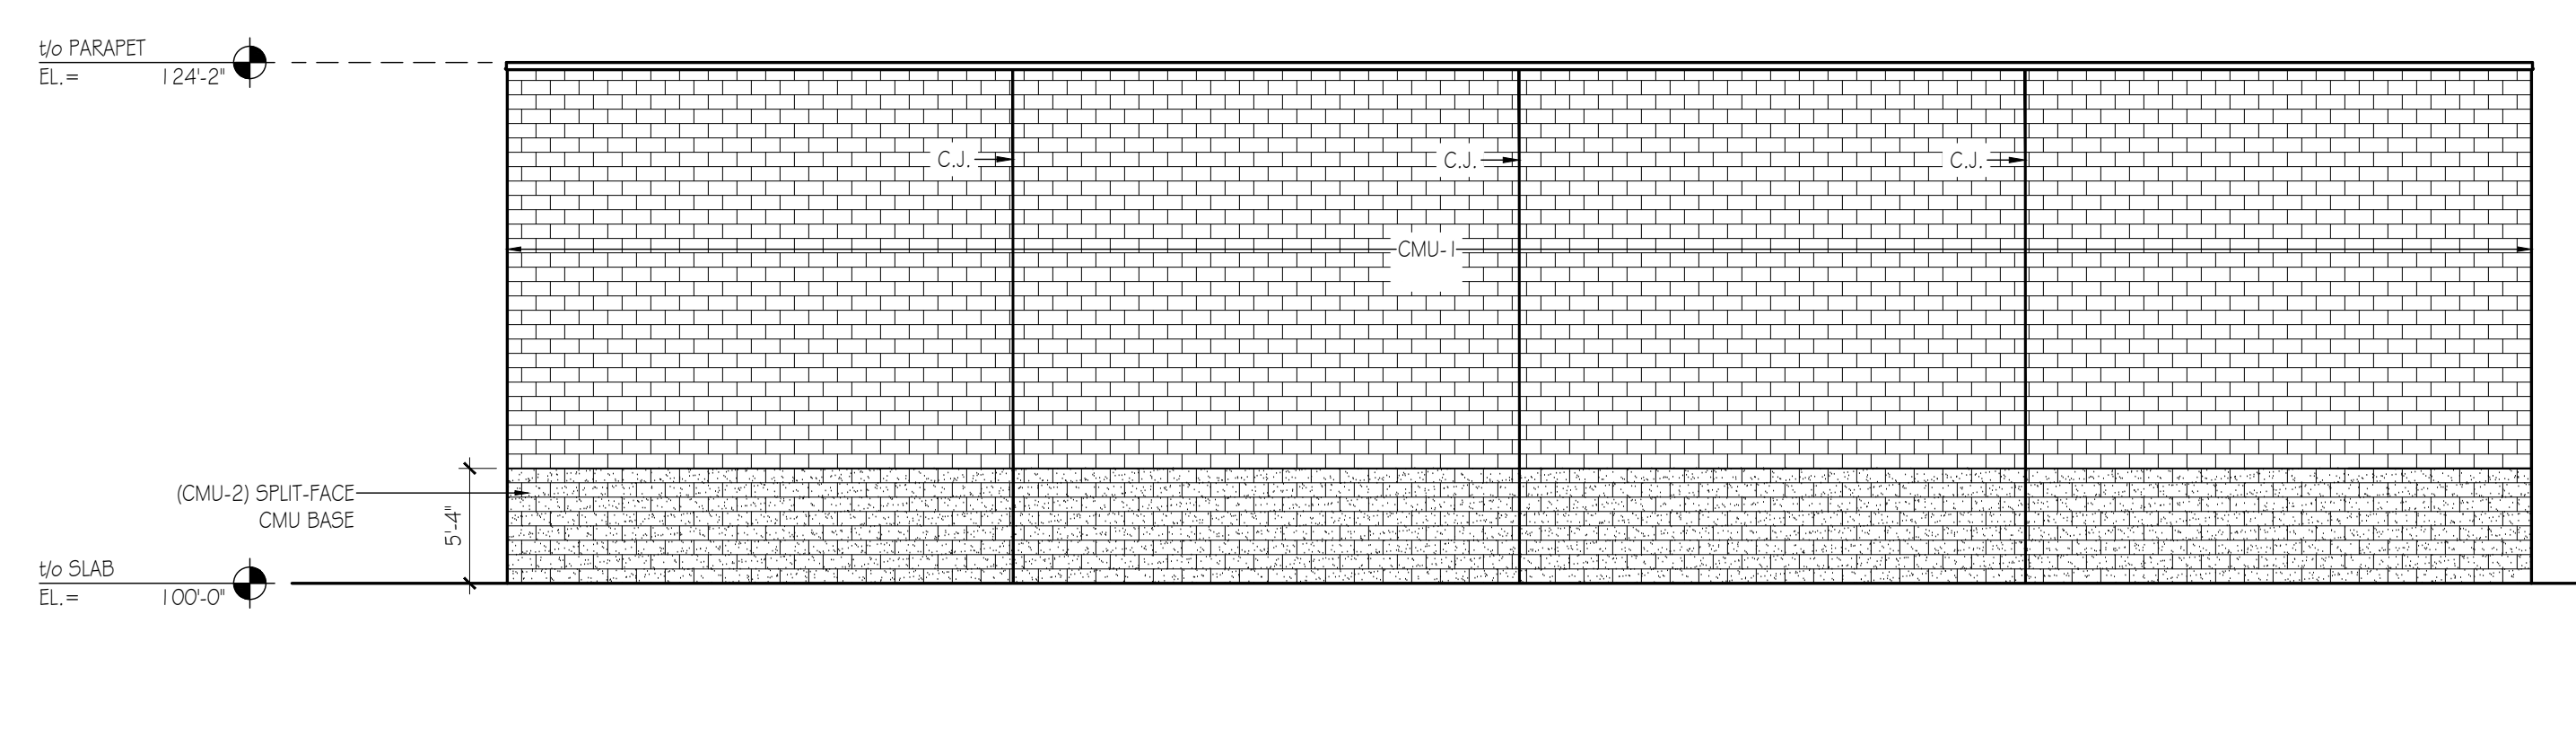 t/o PARAPET
EL.= 124'-2"
C.J.
C.J.
C.J.
CMU-1
(CMU-2) SPLIT-FACE
CMU BASE
5'-4"
t/o SLAB
EL.= 100'-0"